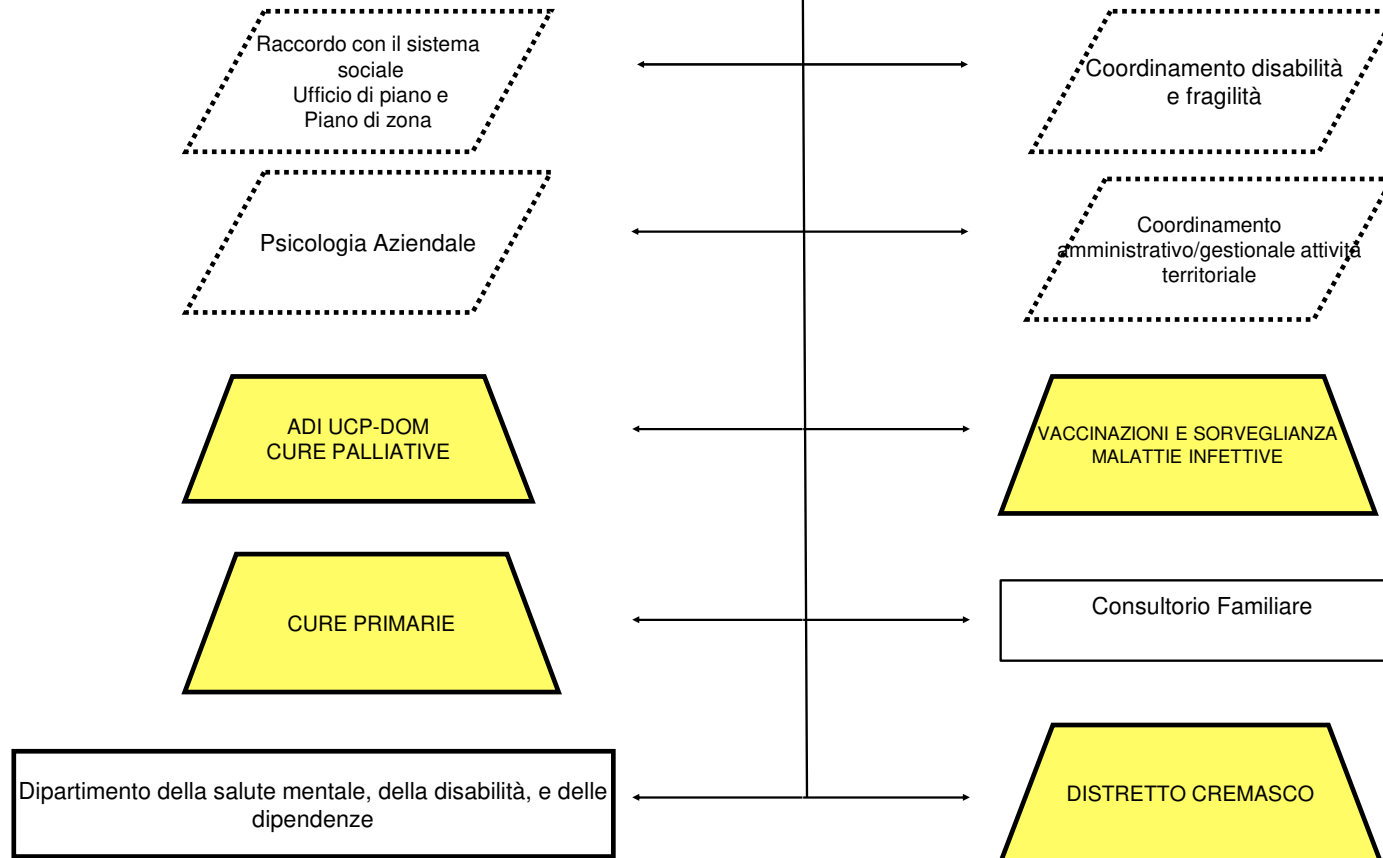 Raccordo con il sistema
sociale
Ufficio di piano e
Piano di zona
Coordinamento disabilità
e fragilità
Psicologia Aziendale
Coordinamento
amministrativo/gestionale attività
territoriale
ADI UCP-DOM
CURE PALLIATIVE
VACCINAZIONI E SORVEGLIANZA
MALATTIE INFETTIVE
CURE PRIMARIE
Consultorio Familiare
Dipartimento della salute mentale, della disabilità, e delle
dipendenze
DISTRETTO CREMASCO